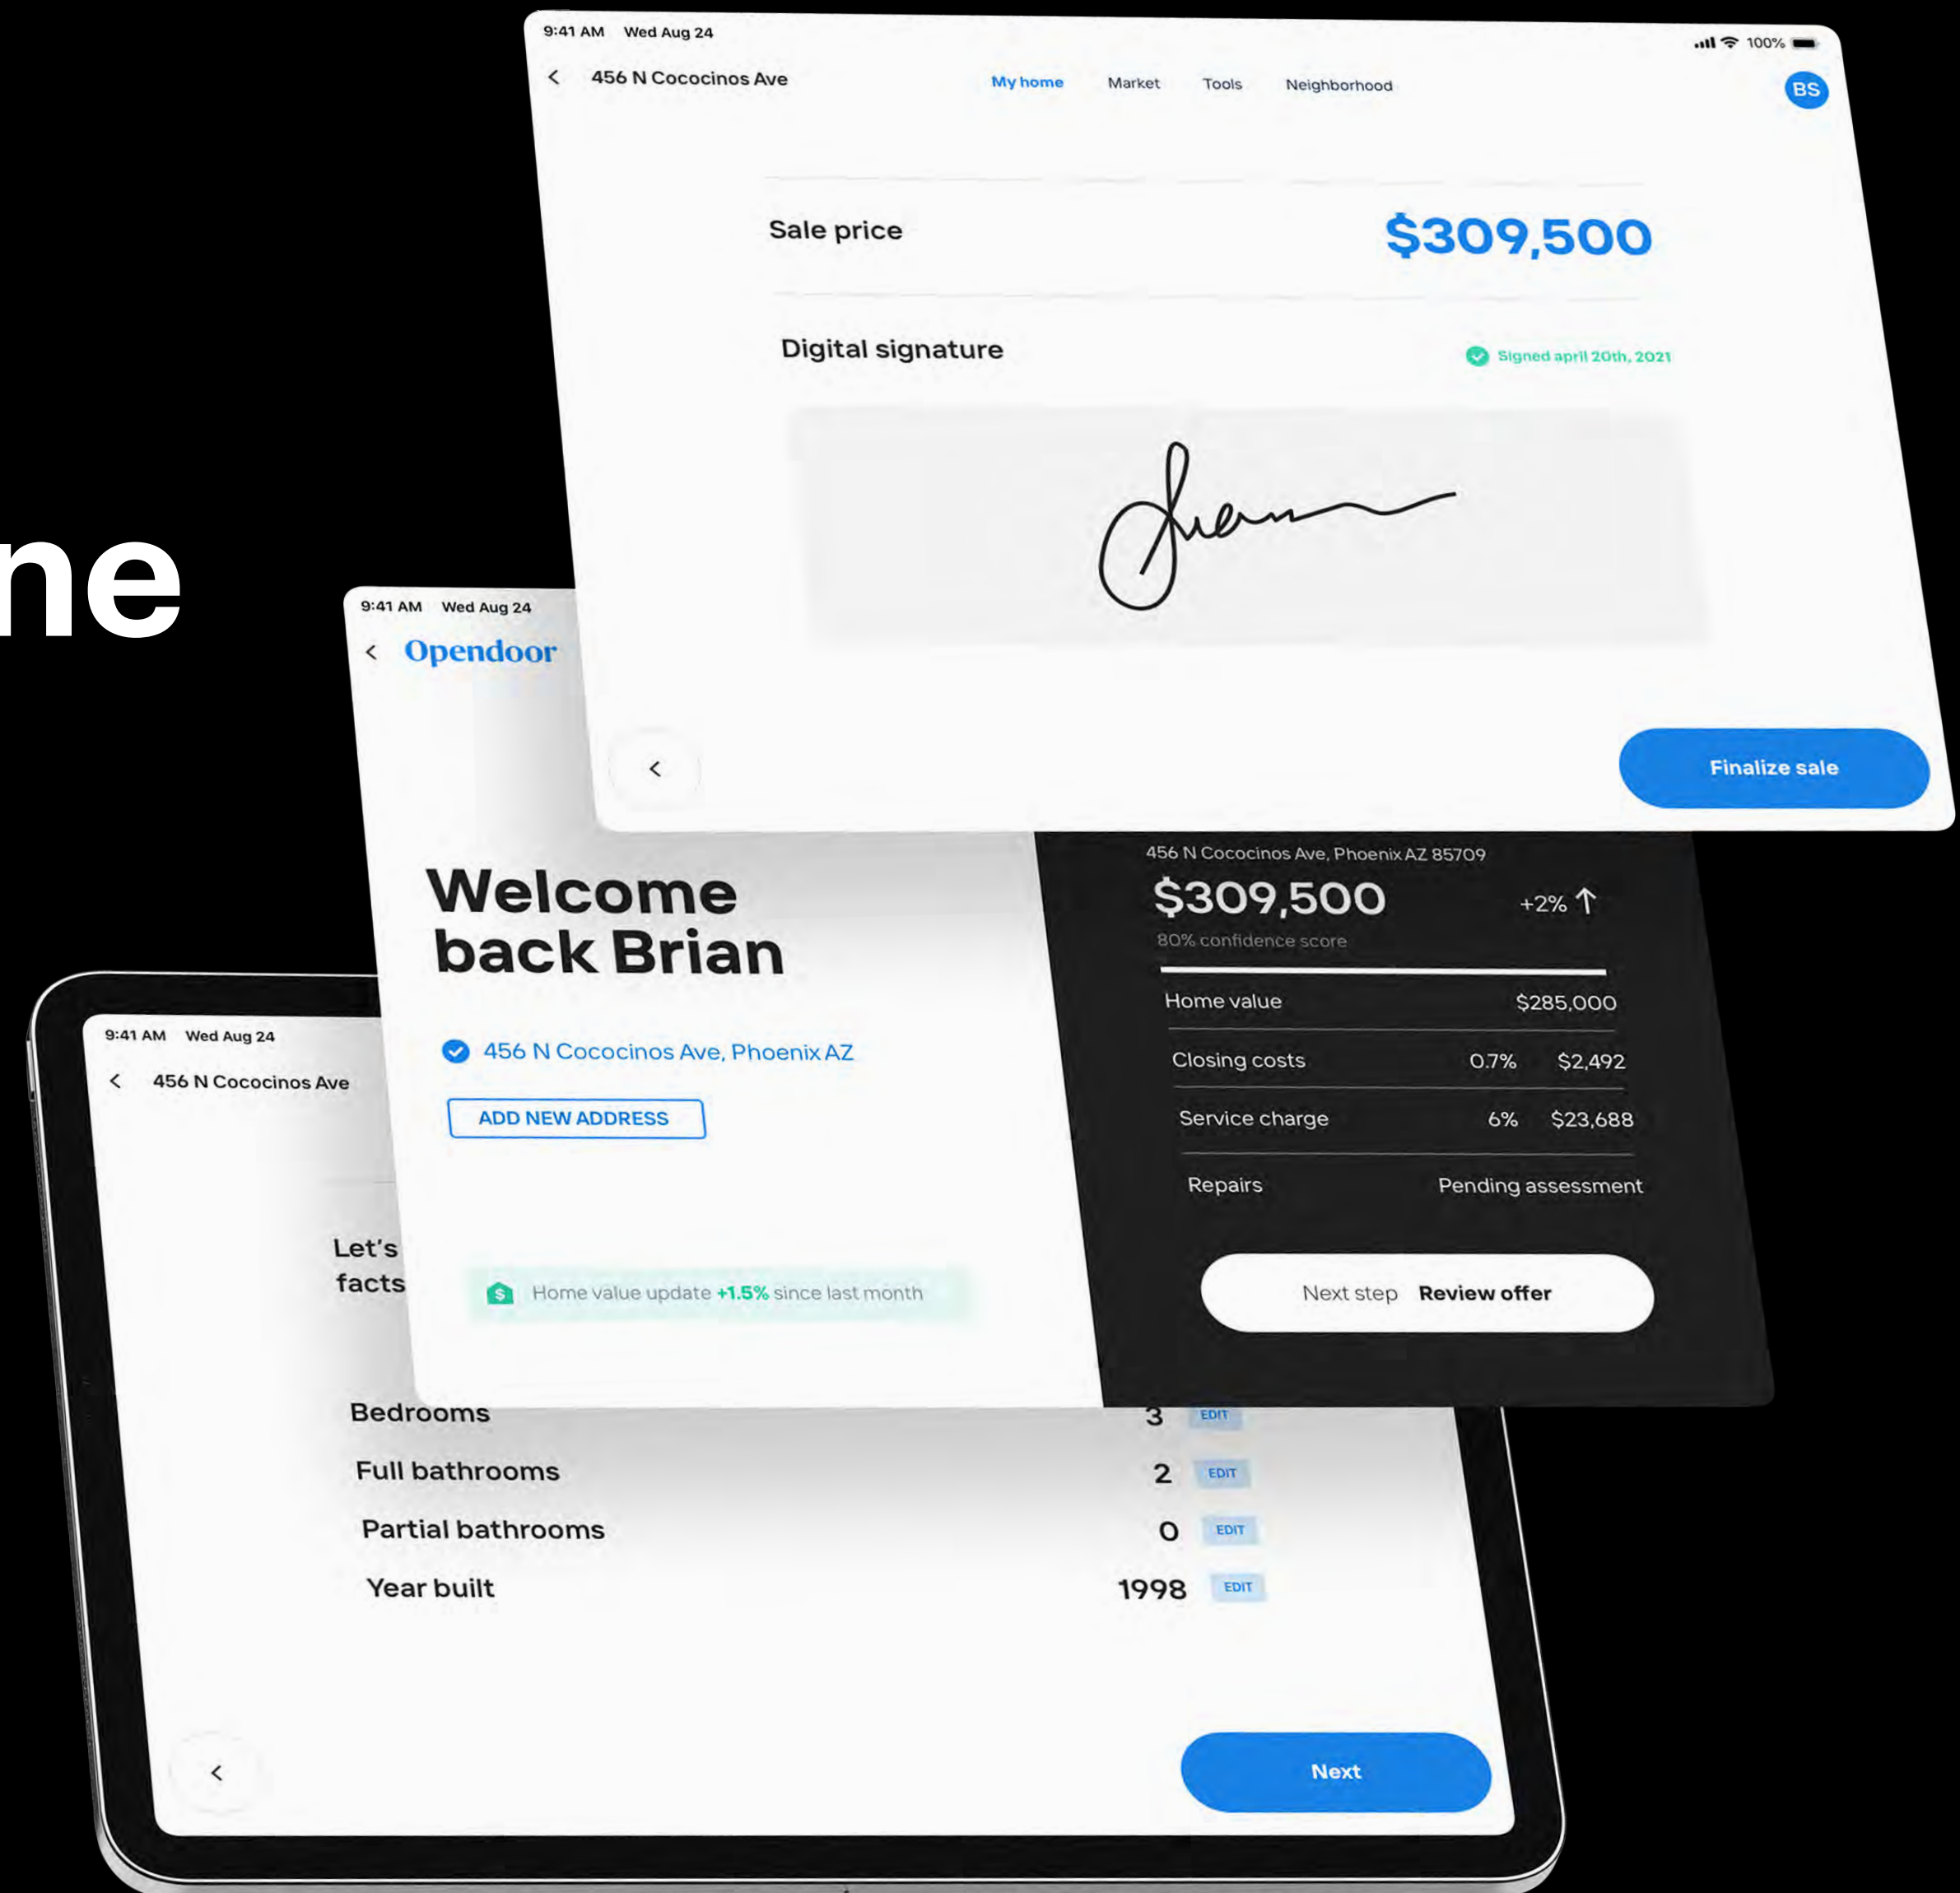 9:41 AM Wed Aug 24
100%
456 N Cococinos Ave
My home Market Tools Neighborhood
BS
Sale price $309,500
Digital signature
Signed april 20th, 2021
Finalize sale
ne
9:41 AM Wed Aug 24
Opendoor
Welcome
back Brian
456 N Cococinos Ave, Phoenix AZ
ADD NEW ADDRESS
$
Home value update +1.5% since last month
456 N Cococinos Ave, Phoenix AZ 85709
$309,500 +2%
80% confidence score
Home value $285,000
Closing costs 0.7% $2,492
Service charge 6% $23,688
Repairs Pending assessment
Next step Review offer
9:41 AM Wed Aug 24
456 N Cococinos Ave
Let's
facts
Bedrooms 3 EDIT
Full bathrooms 2 EDIT
Partial bathrooms 0 EDIT
Year built 1998 EDIT
Next